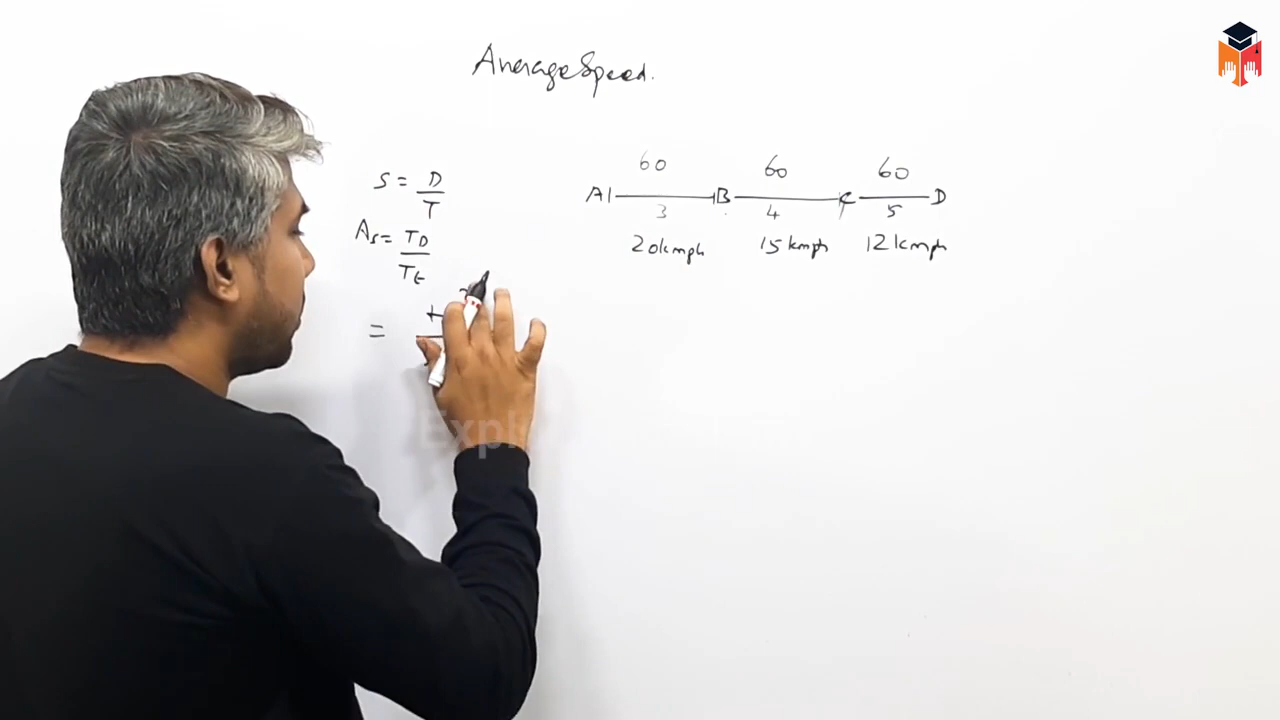 Average Speed.
S = D/T
As = TD/Tt
=
60 60 60
A B C D
3 4 5
20kmph 15kmph 12kmph